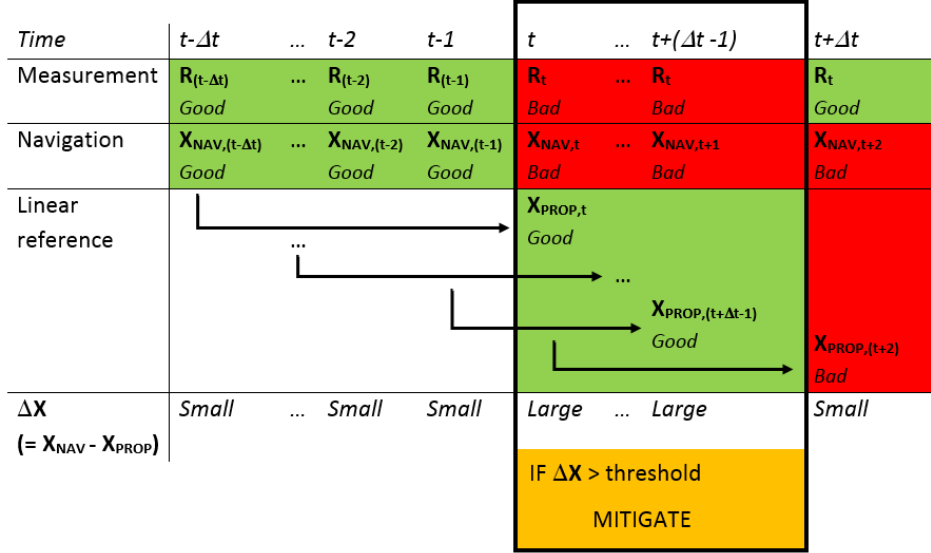 Time t-Δt ... t-2 t-1 t ... t+(Δt -1) t+Δt
Measurement R(t-Δt) ... R(t-2) R(t-1) Rt ... Rt Rt
Good Good Good Bad Bad Good
Navigation XNAV,(t-Δt) ... XNAV,(t-2) XNAV,(t-1) XNAV,t ... XNAV,t+1 XNAV,t+2
Good Good Good Bad Bad Bad
Linear XPROP,t
reference Good
... 
...
XPROP,(t+Δt-1)
Good
XPROP,(t+2)
Bad
ΔX Small ... Small Small Large ... Large Small
(= XNAV - XPROP)
IF ΔX > threshold
MITIGATE